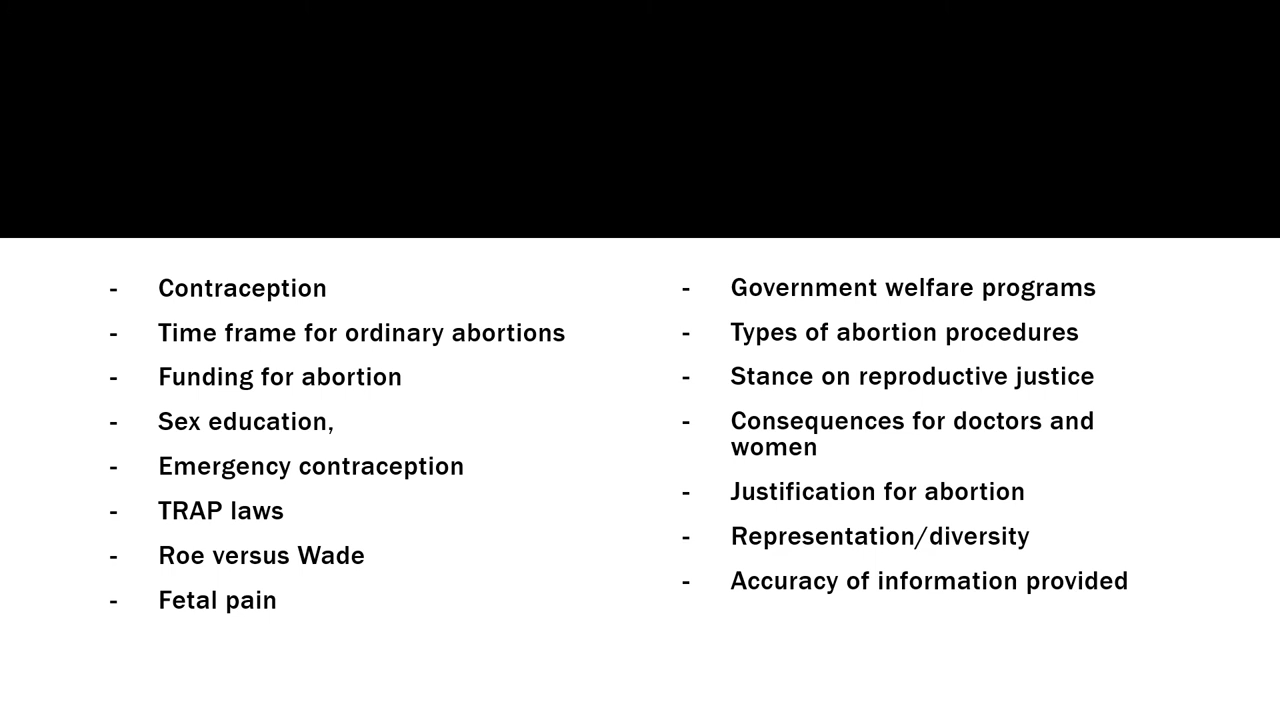 - Contraception
- Time frame for ordinary abortions
- Funding for abortion
- Sex education,
- Emergency contraception
- TRAP laws
- Roe versus Wade
- Fetal pain
- Government welfare programs
- Types of abortion procedures
- Stance on reproductive justice
- Consequences for doctors and
women
- Justification for abortion
- Representation/diversity
- Accuracy of information provided